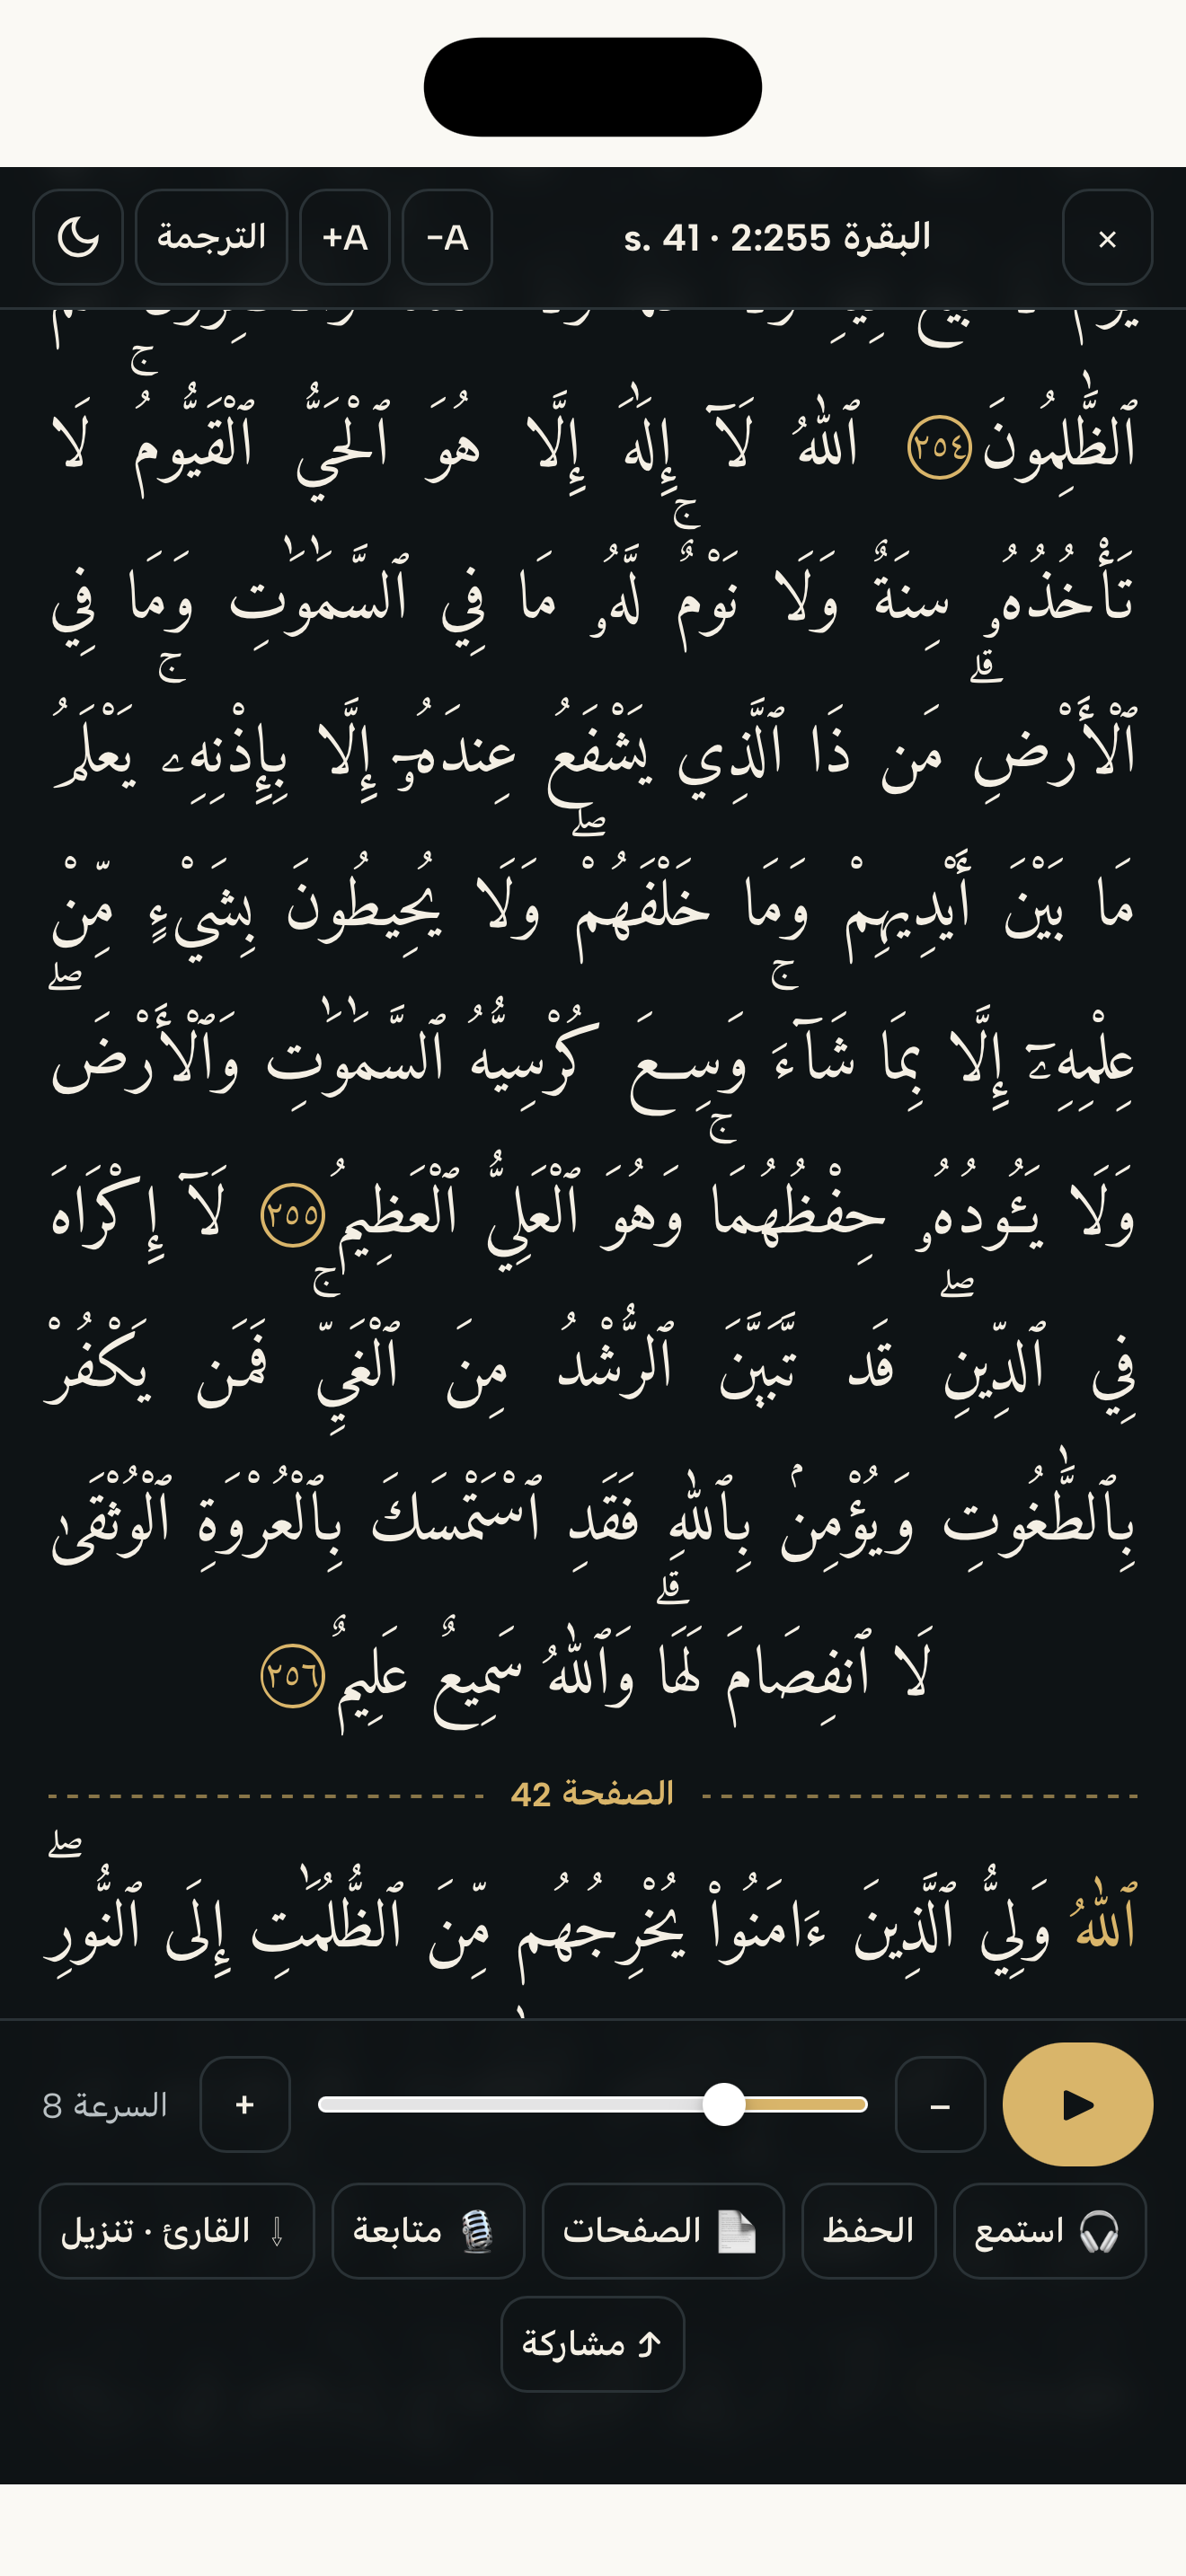 × البقرة 2:255 · s. 41 A− A+ الترجمة
ٱلظَّٰلِمُونَ ٢٥٤ ٱللَّهُ لَآ إِلَٰهَ إِلَّا هُوَ ٱلْحَيُّ ٱلْقَيُّومُ ۚ لَا
تَأْخُذُهُۥ سِنَةٌ وَلَا نَوْمٌ ۚ لَّهُۥ مَا فِي ٱلسَّمَٰوَٰتِ وَمَا فِي
ٱلْأَرْضِ ۗ مَن ذَا ٱلَّذِي يَشْفَعُ عِندَهُۥٓ إِلَّا بِإِذْنِهِۦ ۚ يَعْلَمُ
مَا بَيْنَ أَيْدِيهِمْ وَمَا خَلْفَهُمْ ۖ وَلَا يُحِيطُونَ بِشَيْءٍ مِّنْ
عِلْمِهِۦٓ إِلَّا بِمَا شَآءَ ۚ وَسِعَ كُرْسِيُّهُ ٱلسَّمَٰوَٰتِ وَٱلْأَرْضَ ۖ
وَلَا يَـُٔودُهُۥ حِفْظُهُمَا ۚ وَهُوَ ٱلْعَلِيُّ ٱلْعَظِيمُ ٢٥٥ لَآ إِكْرَاهَ
فِي ٱلدِّينِ ۖ قَد تَّبَيَّنَ ٱلرُّشْدُ مِنَ ٱلْغَيِّ ۚ فَمَن يَكْفُرْ
بِٱلطَّٰغُوتِ وَيُؤْمِنۢ بِٱللَّهِ فَقَدِ ٱسْتَمْسَكَ بِٱلْعُرْوَةِ ٱلْوُثْقَىٰ
لَا ٱنفِصَامَ لَهَا ۗ وَٱللَّهُ سَمِيعٌ عَلِيمٌ ٢٥٦
الصفحة 42
ٱللَّهُ وَلِيُّ ٱلَّذِينَ ءَامَنُوا۟ يُخْرِجُهُم مِّنَ ٱلظُّلُمَٰتِ إِلَى ٱلنُّورِ ۖ
− + السرعة 8
استمع الحفظ الصفحات متابعة القارئ · تنزيل
مشاركة